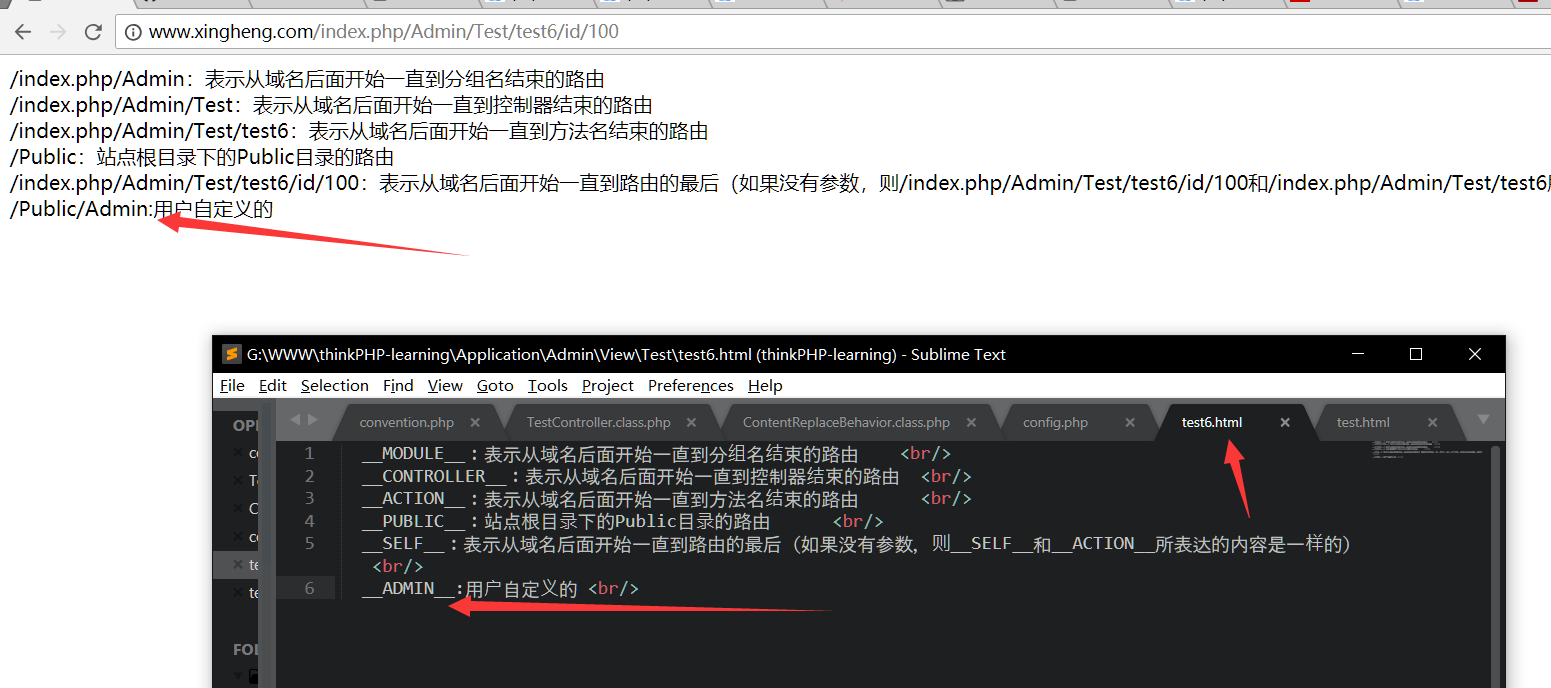 www.xingheng.com/index.php/Admin/Test/test6/id/100
/index.php/Admin：表示从域名后面开始一直到分组名结束的路由
/index.php/Admin/Test：表示从域名后面开始一直到控制器结束的路由
/index.php/Admin/Test/test6：表示从域名后面开始一直到方法名结束的路由
/Public：站点根目录下的Public目录的路由
/index.php/Admin/Test/test6/id/100：表示从域名后面开始一直到路由的最后（如果没有参数，则/index.php/Admin/Test/test6/id/100和/index.php/Admin/Test/test6
/Public/Admin:用户自定义的
G:\WWW\thinkPHP-learning\Application\Admin\View\Test\test6.html (thinkPHP-learning) - Sublime Text
File Edit Selection Find View Goto Tools Project Preferences Help
OPE
convention.php TestController.class.php ContentReplaceBehavior.class.php config.php test6.html test.html
co
Te
C
co
te
te
FOL
1 __MODULE__：表示从域名后面开始一直到分组名结束的路由 <br/>
2 __CONTROLLER__：表示从域名后面开始一直到控制器结束的路由 <br/>
3 __ACTION__：表示从域名后面开始一直到方法名结束的路由 <br/>
4 __PUBLIC__：站点根目录下的Public目录的路由 <br/>
5 __SELF__：表示从域名后面开始一直到路由的最后（如果没有参数，则__SELF__和__ACTION__所表达的内容是一样的）
<br/>
6 __ADMIN__:用户自定义的 <br/>